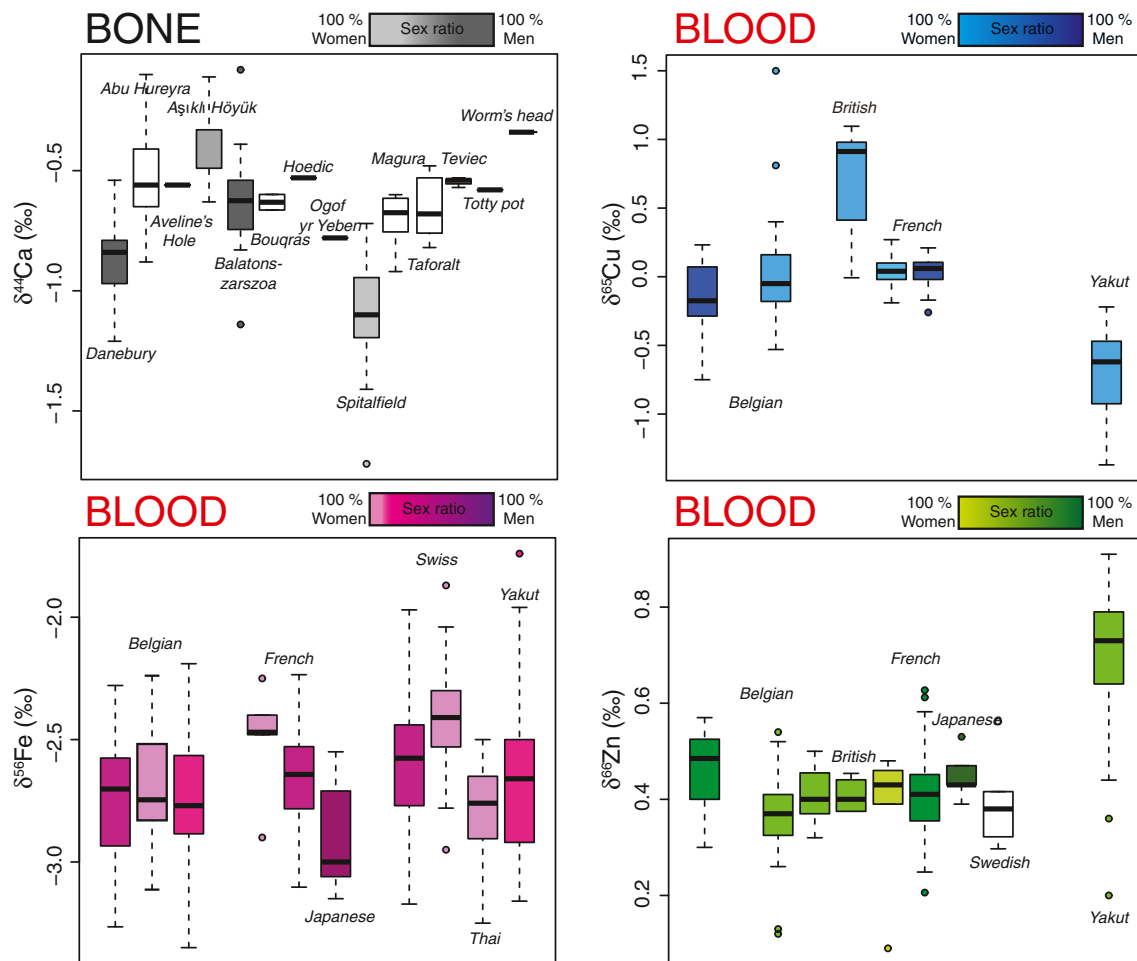 BONE
100 %
Women
Sex ratio
100 %
Men
δ44Ca (‰)
−0.5
−1.0
−1.5
Abu Hureyra
Aşıklı Höyük
Danebury
Aveline's
Hole
Balatons-
zarszoa
Bouqras
Hoedic
Ogof
yr Yeben
Spitalfield
Magura
Taforalt
Teviec
Totty pot
Worm's head
BLOOD
100 %
Women
Sex ratio
100 %
Men
δ65Cu (‰)
1.5
1.0
0.5
0.0
−0.5
−1.0
Belgian
British
French
Yakut
BLOOD
100 %
Women
Sex ratio
100 %
Men
δ56Fe (‰)
−2.0
−2.5
−3.0
Belgian
French
Japanese
Swiss
Thai
Yakut
BLOOD
100 %
Women
Sex ratio
100 %
Men
δ66Zn (‰)
0.8
0.6
0.4
0.2
Belgian
British
French
Japanese
Swedish
Yakut